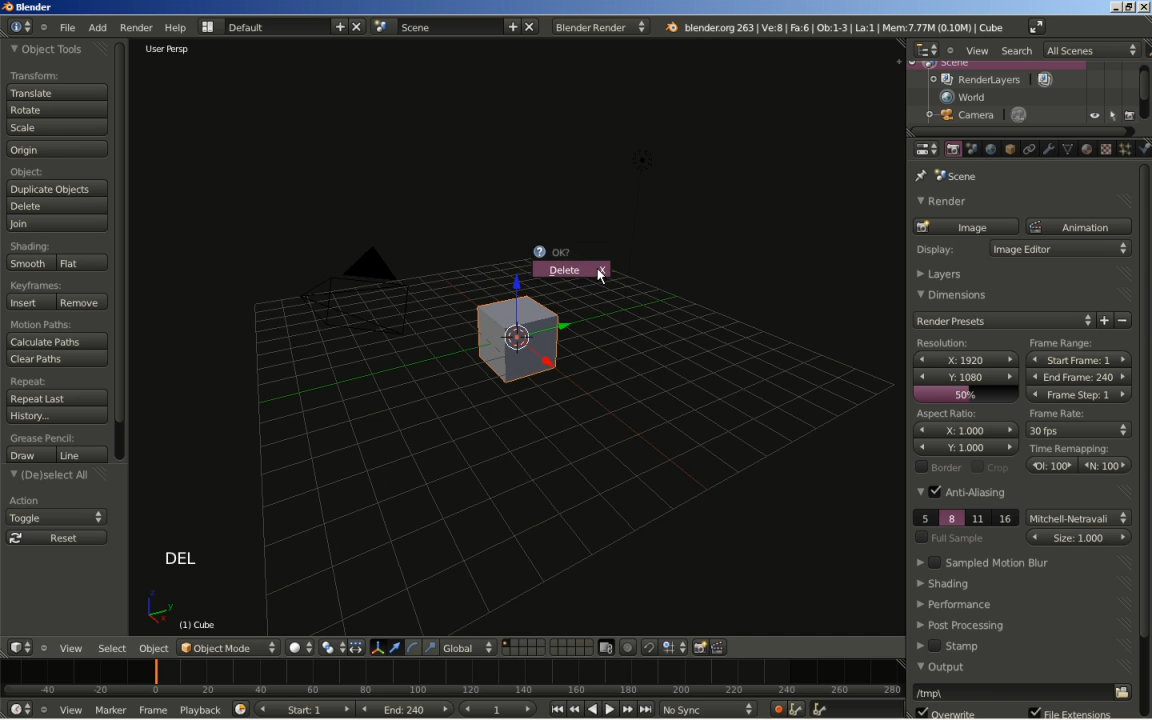 Blender
File Add Render Help Default Scene Blender Render blender.org 263 | Ve:8 | Fa:6 | Ob:1-3 | La:1 | Mem:7.77M (0.10M) | Cube
Object Tools
Transform:
Translate
Rotate
Scale
Origin
Object:
Duplicate Objects
Delete
Join
Shading:
Smooth Flat
Keyframes:
Insert Remove
Motion Paths:
Calculate Paths
Clear Paths
Repeat:
Repeat Last
History...
Grease Pencil:
Draw Line
(De)select All
Action
Toggle
Reset
User Persp
OK?
Delete X
DEL
z
y
x
(1) Cube
View Select Object Object Mode Global
-40 -20 0 20 40 60 80 100 120 140 160 180 200 220 240 260 280
View Marker Frame Playback Start: 1 End: 240 1 No Sync
View Search All Scenes
Scene
RenderLayers
World
Camera
Scene
Render
Image Animation
Display: Image Editor
Layers
Dimensions
Render Presets
Resolution: Frame Range:
X: 1920 Start Frame: 1
Y: 1080 End Frame: 240
50% Frame Step: 1
Aspect Ratio: Frame Rate:
X: 1.000 30 fps
Y: 1.000 Time Remapping:
Border Crop Ol: 100 N: 100
Anti-Aliasing
5 8 11 16 Mitchell-Netravali
Full Sample Size: 1.000
Sampled Motion Blur
Shading
Performance
Post Processing
Stamp
Output
/tmp\
Overwrite File Extensions